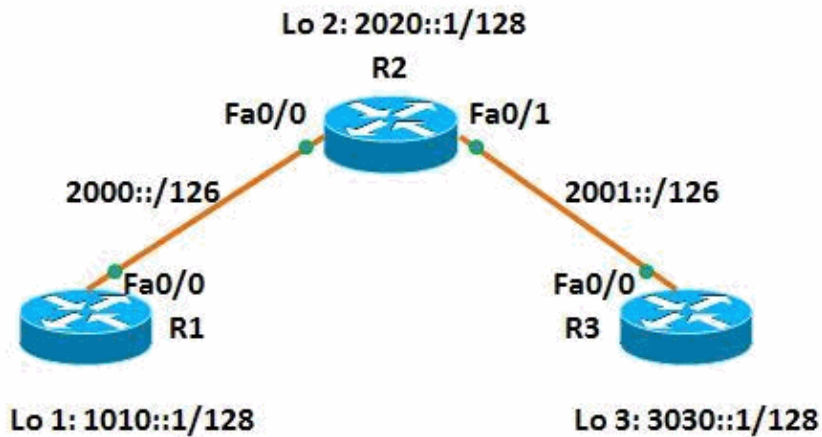 Lo 2: 2020::1/128
R2
Fa0/0
Fa0/1
2000::/126
2001::/126
Fa0/0
Fa0/0
R1
R3
Lo 1: 1010::1/128
Lo 3: 3030::1/128